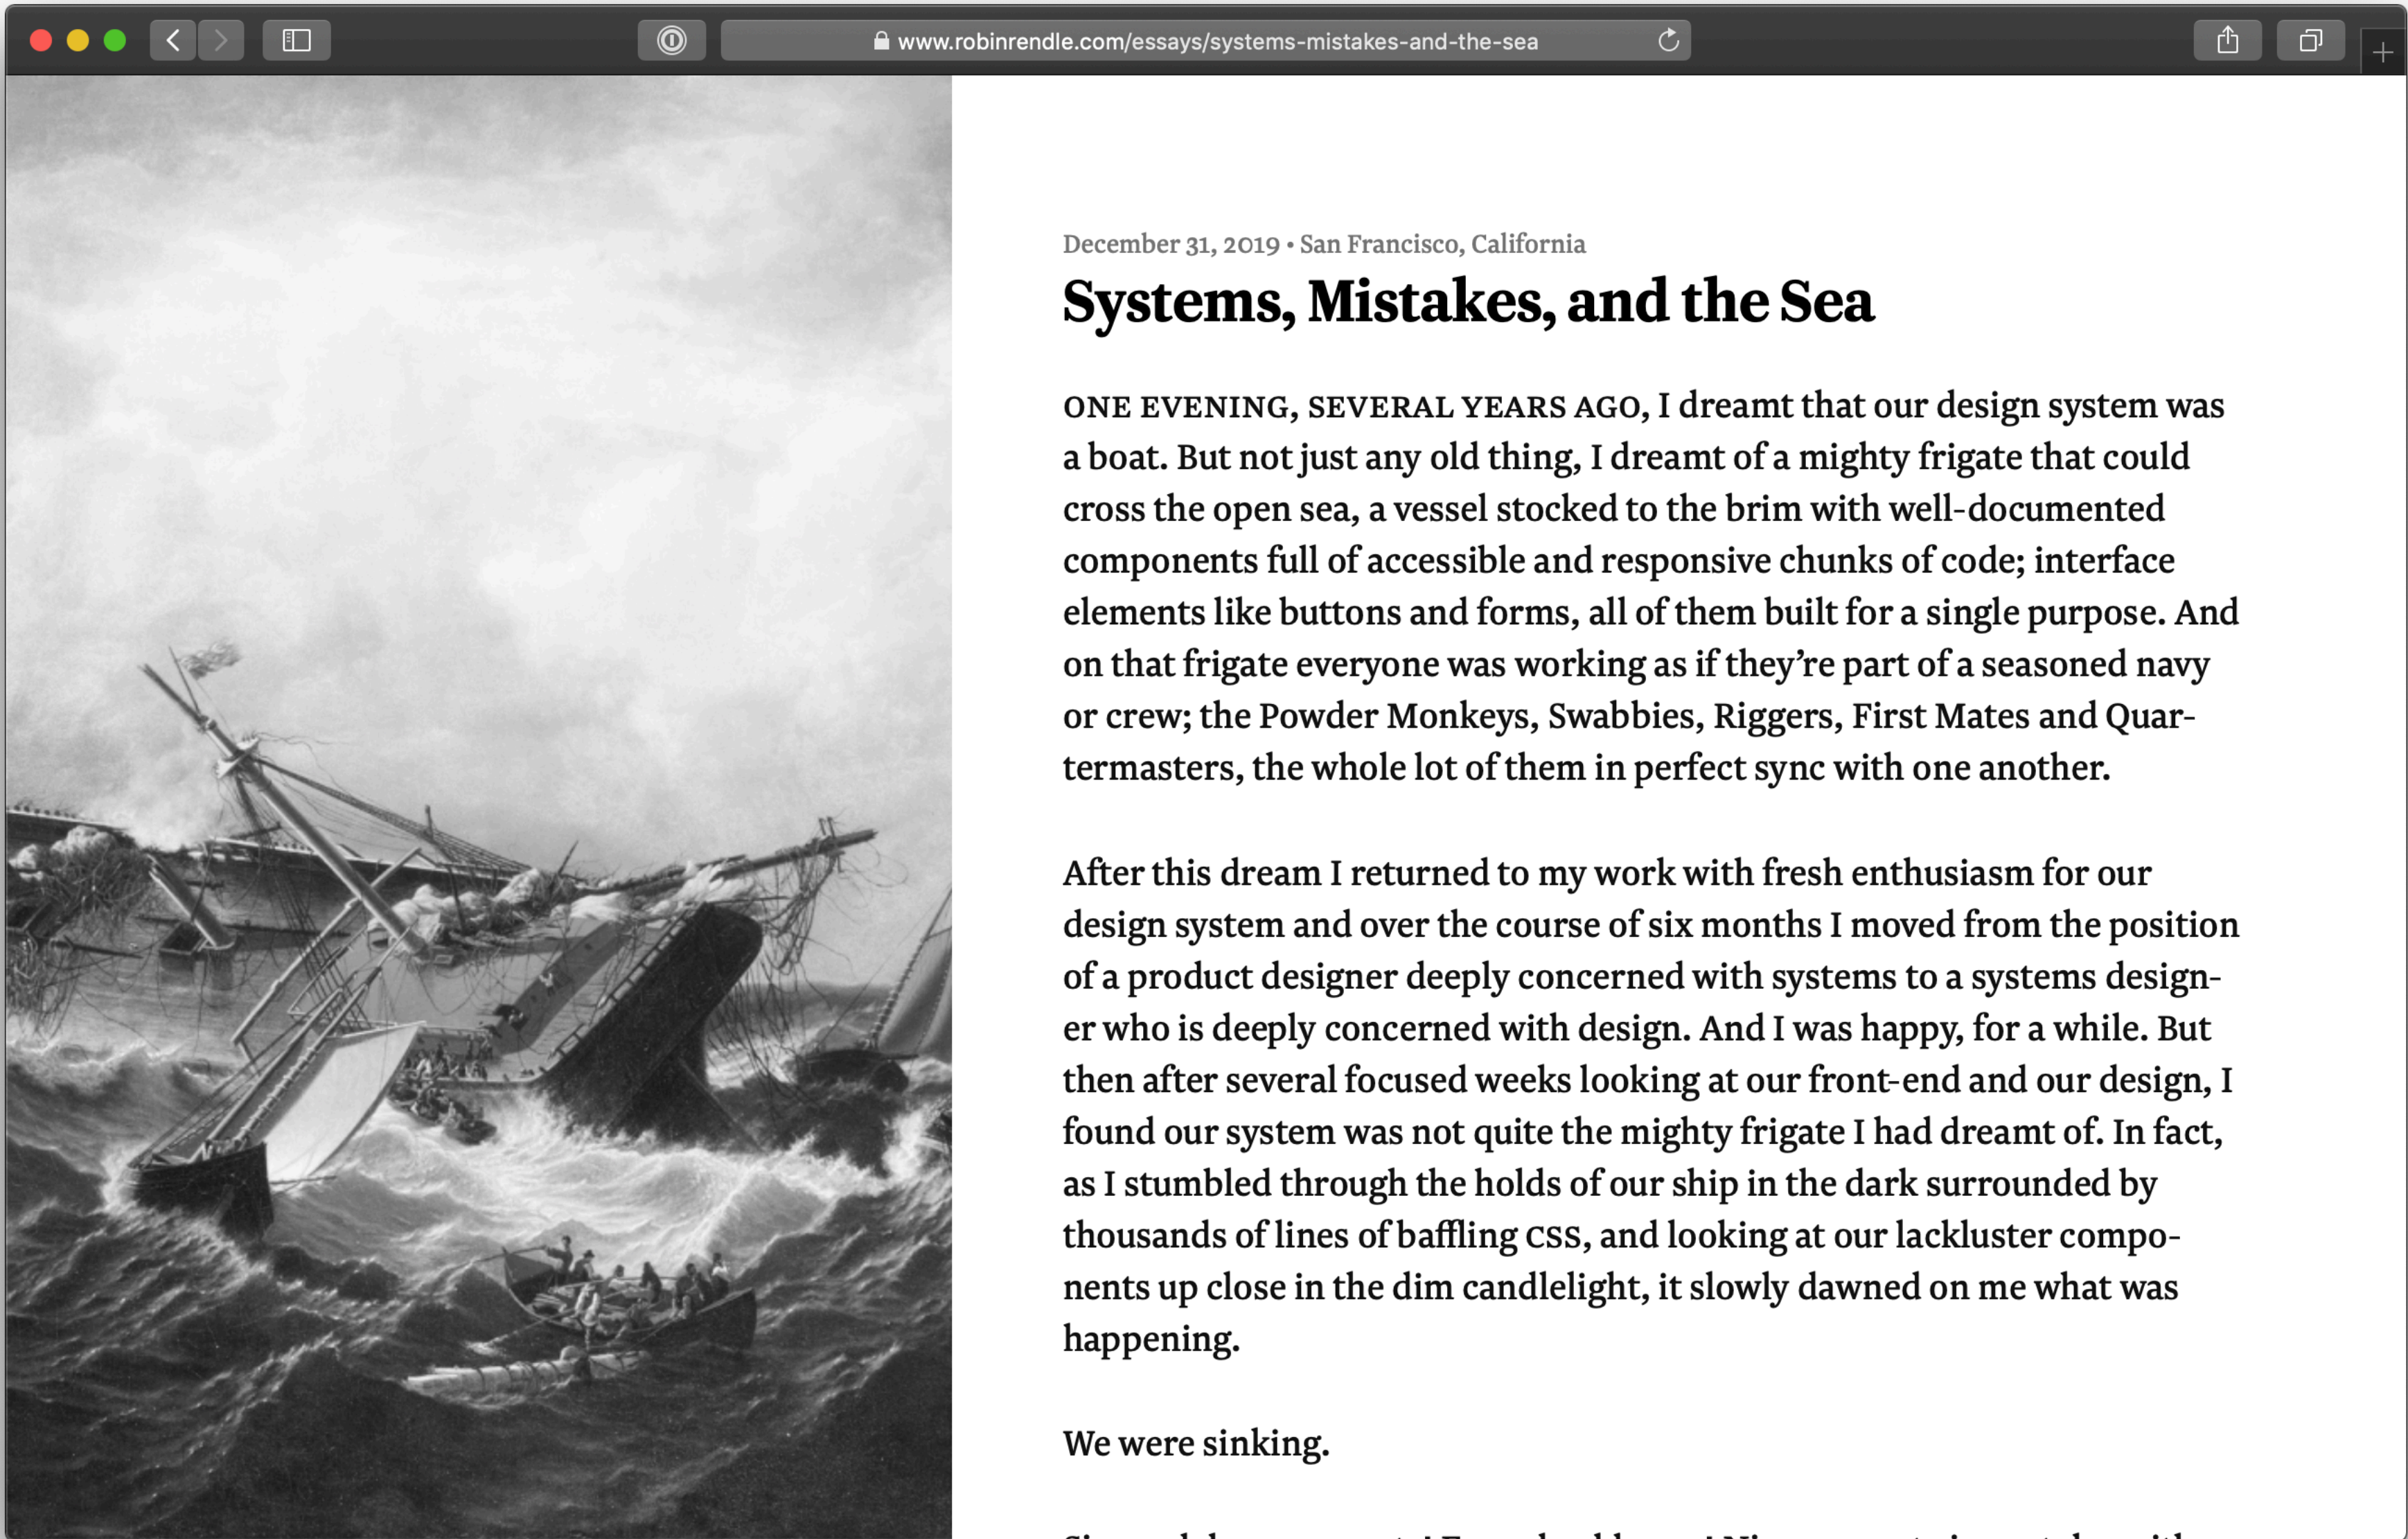 www.robinrendle.com/essays/systems-mistakes-and-the-sea
December 31, 2019 • San Francisco, California
Systems, Mistakes, and the Sea
ONE EVENING, SEVERAL YEARS AGO, I dreamt that our design system was
a boat. But not just any old thing, I dreamt of a mighty frigate that could
cross the open sea, a vessel stocked to the brim with well-documented
components full of accessible and responsive chunks of code; interface
elements like buttons and forms, all of them built for a single purpose. And
on that frigate everyone was working as if they’re part of a seasoned navy
or crew; the Powder Monkeys, Swabbies, Riggers, First Mates and Quar-
termasters, the whole lot of them in perfect sync with one another.
After this dream I returned to my work with fresh enthusiasm for our
design system and over the course of six months I moved from the position
of a product designer deeply concerned with systems to a systems design-
er who is deeply concerned with design. And I was happy, for a while. But
then after several focused weeks looking at our front-end and our design, I
found our system was not quite the mighty frigate I had dreamt of. In fact,
as I stumbled through the holds of our ship in the dark surrounded by
thousands of lines of baffling CSS, and looking at our lackluster compo-
nents up close in the dim candlelight, it slowly dawned on me what was
happening.
We were sinking.